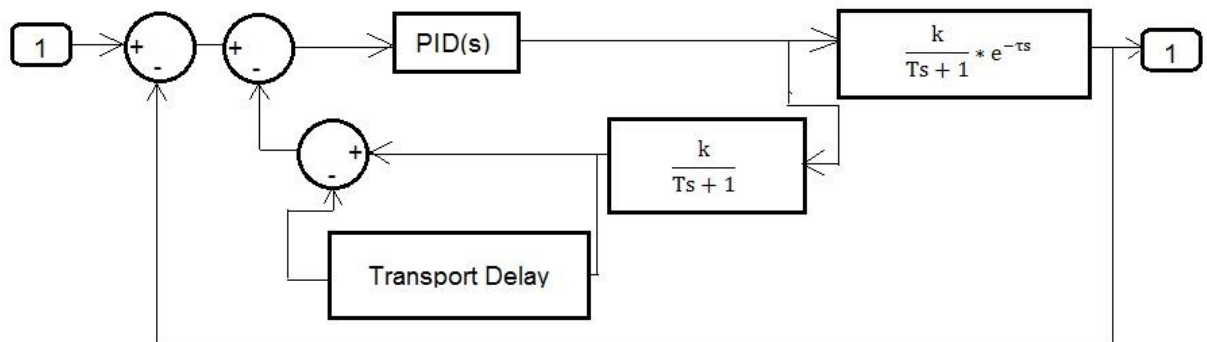 1
+
-
+
-
PID(s)
k
Ts + 1
* e^{-τs}
1
+
-
k
Ts + 1
Transport Delay